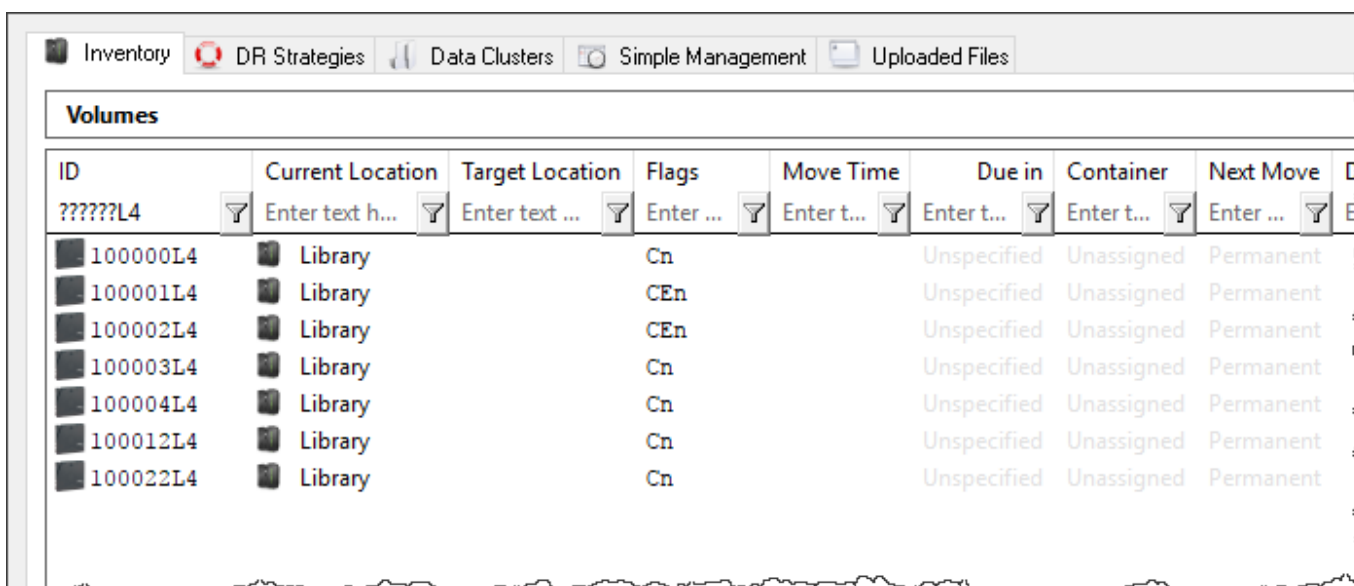 Inventory DR Strategies Data Clusters Simple Management Uploaded Files
Volumes
ID Current Location Target Location Flags Move Time Due in Container Next Move
??????L4 Enter text h... Enter text ... Enter ... Enter t... Enter t... Enter t... Enter ...
100000L4 Library Cn Unspecified Unassigned Permanent
100001L4 Library CEn Unspecified Unassigned Permanent
100002L4 Library CEn Unspecified Unassigned Permanent
100003L4 Library Cn Unspecified Unassigned Permanent
100004L4 Library Cn Unspecified Unassigned Permanent
100012L4 Library Cn Unspecified Unassigned Permanent
100022L4 Library Cn Unspecified Unassigned Permanent